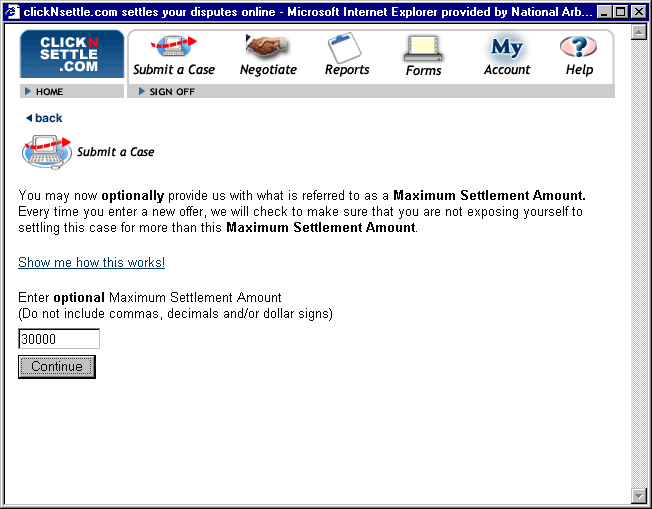 clickNsettle.com settles your disputes online - Microsoft Internet Explorer provided by National Arb...
CLICKN
SETTLE
.COM
Submit a Case
Negotiate
Reports
Forms
My
Account
Help
HOME
SIGN OFF
back
Submit a Case
You may now optionally provide us with what is referred to as a Maximum Settlement Amount.
Every time you enter a new offer, we will check to make sure that you are not exposing yourself to
settling this case for more than this Maximum Settlement Amount.
Show me how this works!
Enter optional Maximum Settlement Amount
(Do not include commas, decimals and/or dollar signs)
30000
Continue